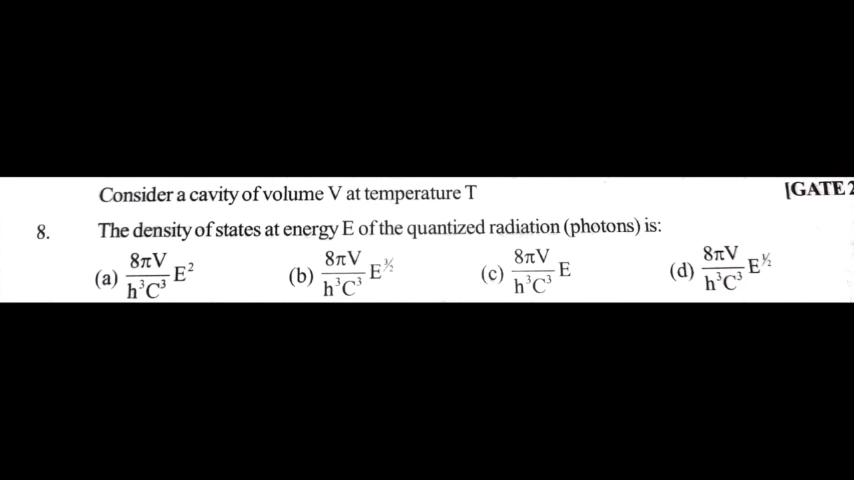 Consider a cavity of volume V at temperature T [GATE 2
8. The density of states at energy E of the quantized radiation (photons) is:
(a) 8πV/h³C³ E² (b) 8πV/h³C³ E^3/2 (c) 8πV/h³C³ E (d) 8πV/h³C³ E^½